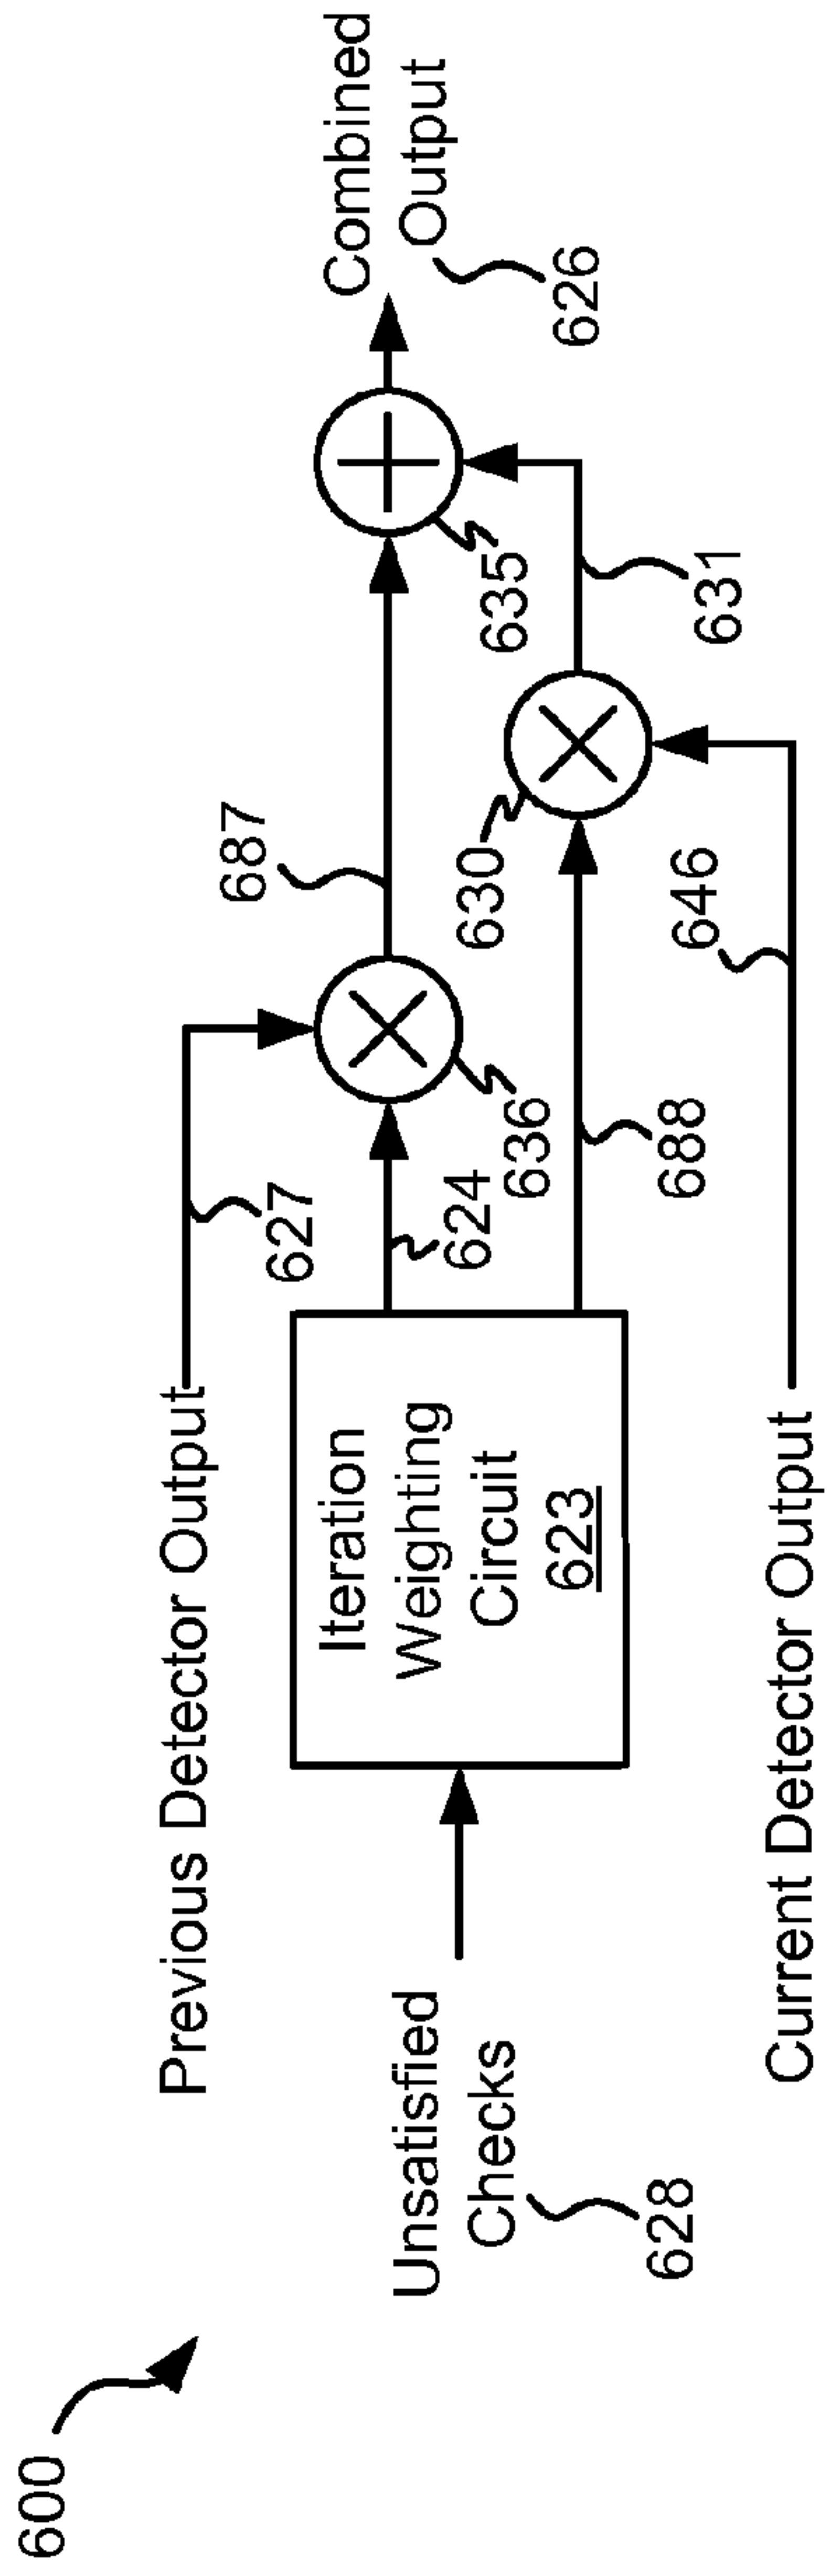 600
Previous Detector Output
627
687
Unsatisfied
Checks
628
Iteration
Weighting
Circuit
623
624
636
635
Combined
Output
626
630
631
688
646
Current Detector Output